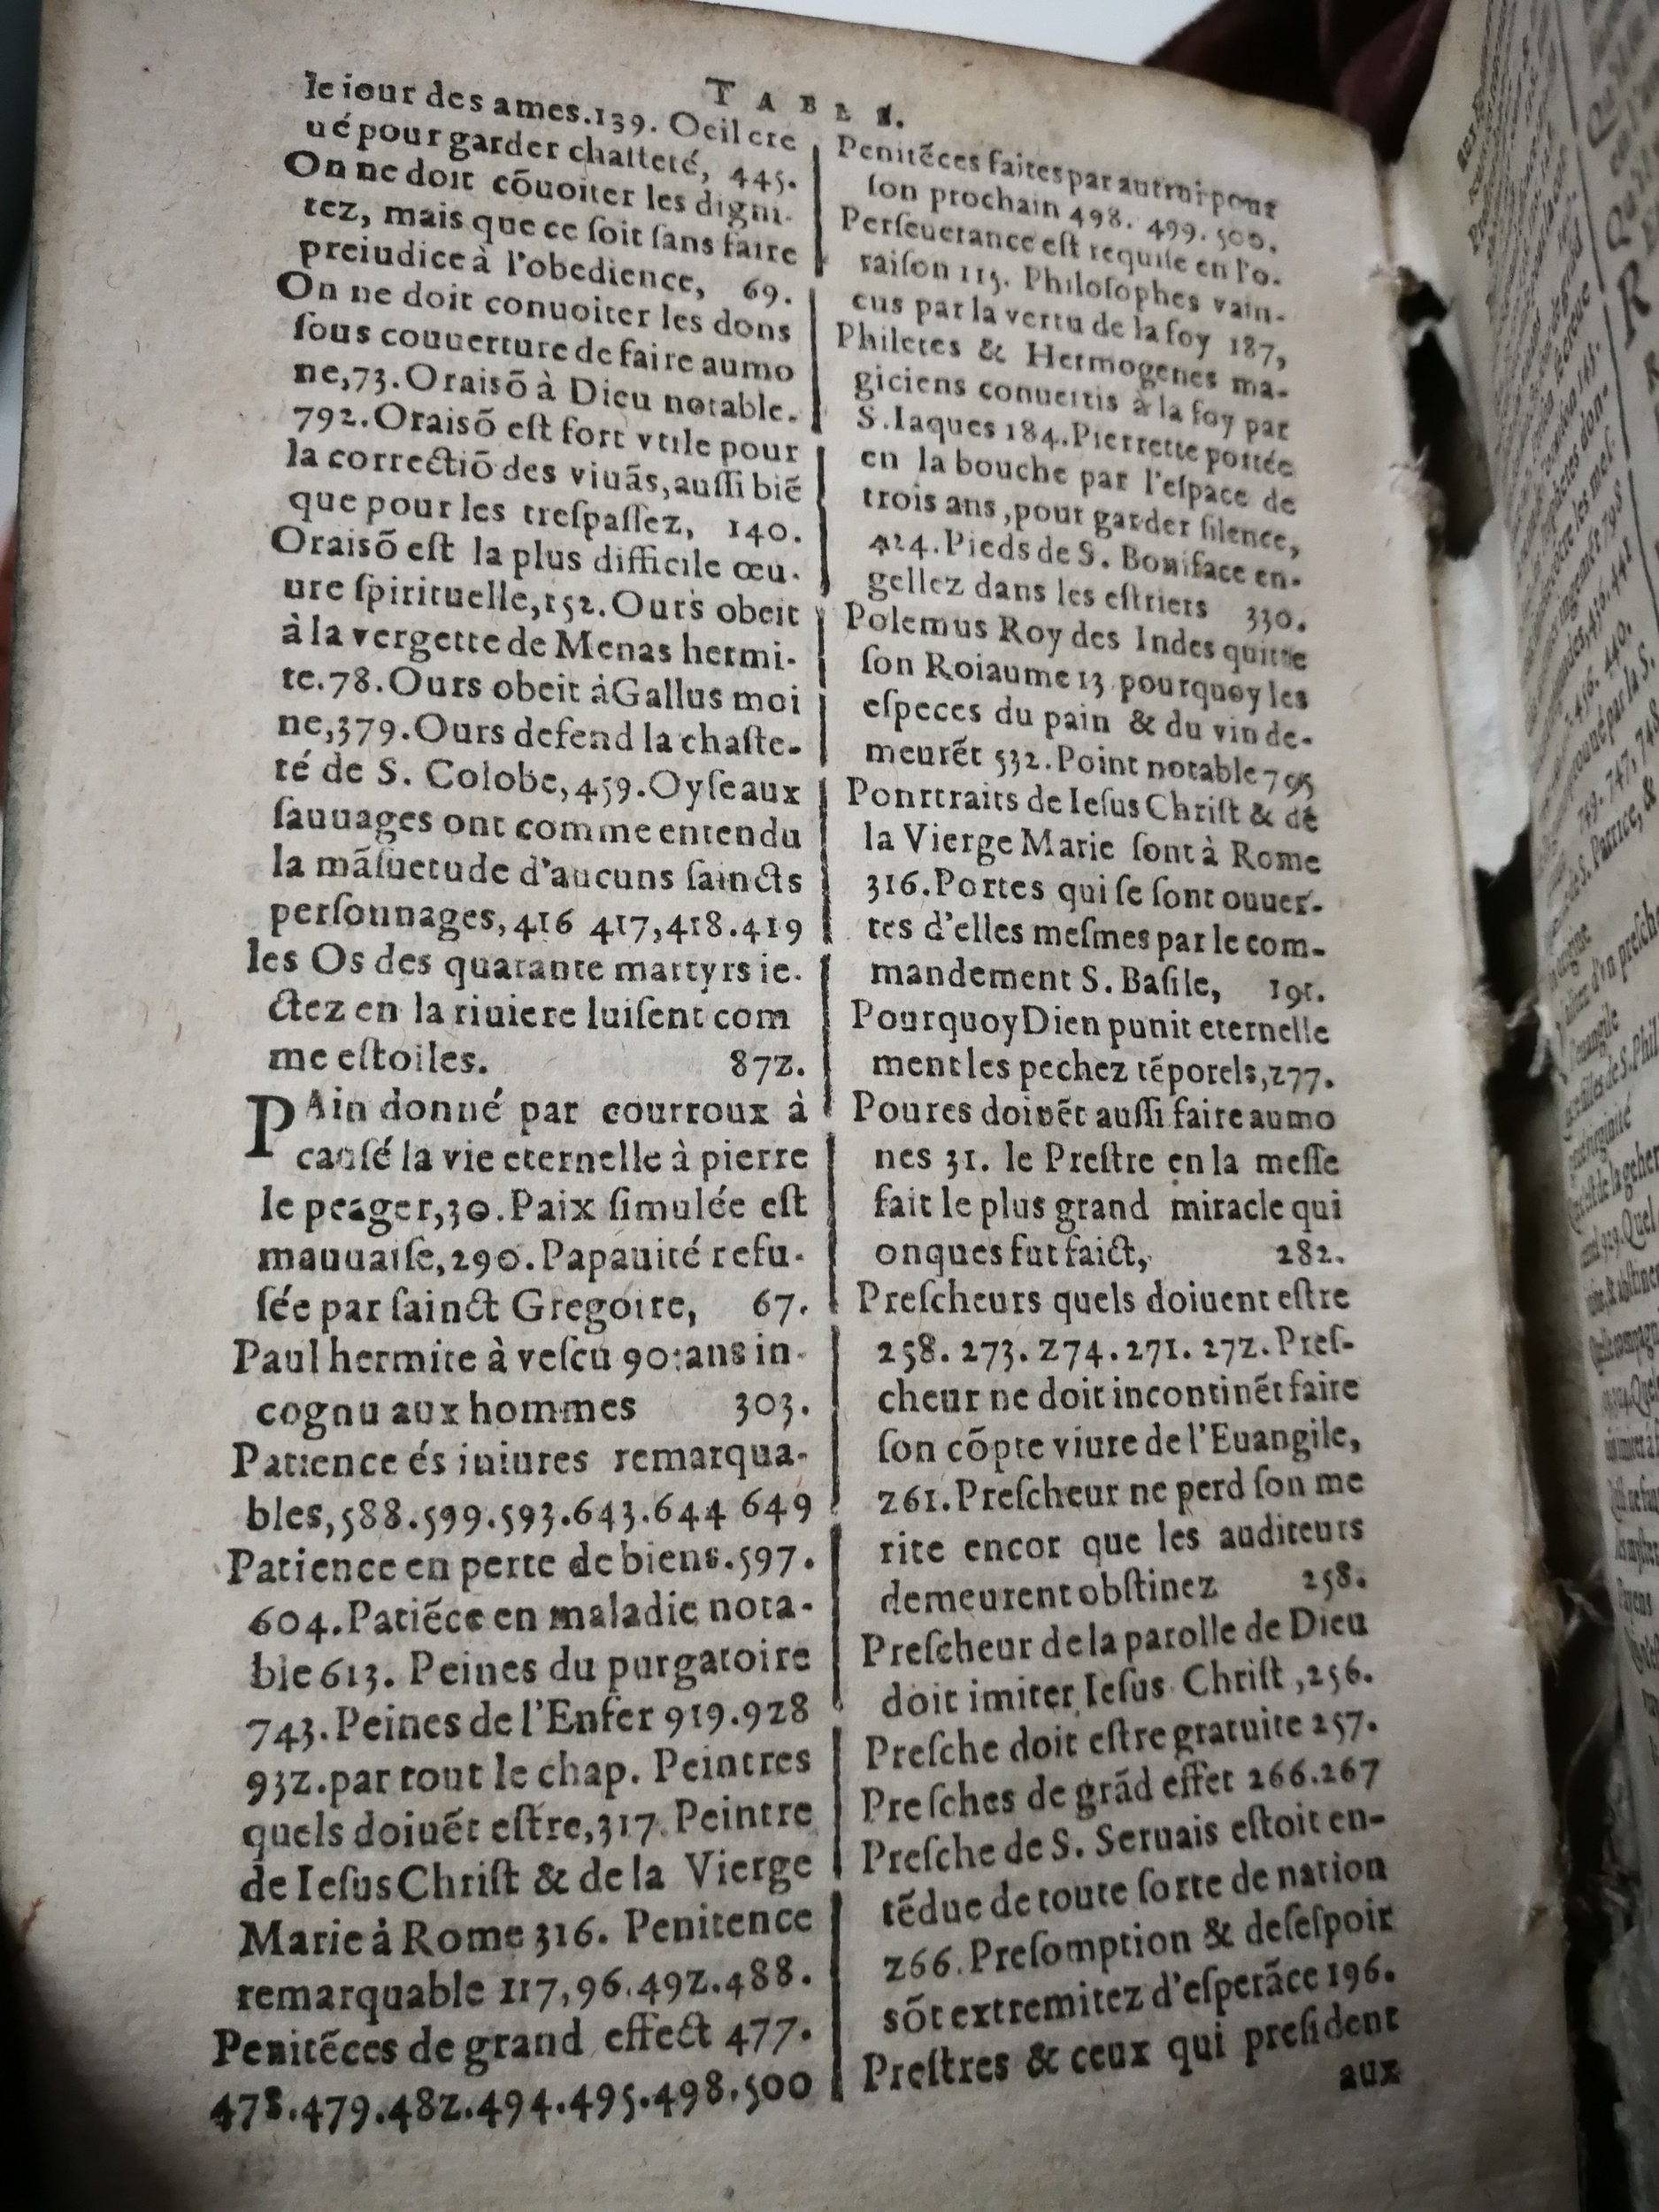 TABLE.
le iour des ames.139. Oeil cre
ué pour garder chasteté, 445.
On ne doit cõuoiter les digni-
tez, mais que ce ſoit ſans faire
preiudice à l'obedience, 69.
On ne doit conuoiter les dons
ſous couuerture de faire aumo
ne,73.Oraisõ à Dieu notable.
792.Oraisõ eſt fort vtile pour
la correctiõ des viuãs,auſſi biẽ
que pour les treſpaſſez, 140.
Oraisõ eſt la plus difficile œu-
ure ſpirituelle,152.Ours obeit
à la vergette de Menas hermi-
te.78.Ours obeit à Gallus moi
ne,379.Ours defend la chaſte-
té de S. Colobe,459.Oyſeaux
ſauuages ont comme entendu
la mãſuetude d'aucuns ſaincts
perſonnages,416 417,418.419
les Os des quarante martyrs ie-
ctez en la riuiere luiſent com
me eſtoiles. 872.
PAin donné par courroux à
cauſé la vie eternelle à pierre
le peager,30.Paix ſimulée eſt
mauuaiſe,290.Papauité refu-
ſée par ſainct Gregoire, 67.
Paul hermite à veſcu 90:ans in-
cognu aux hommes 303.
Patience és iniures remarqua-
bles,588.599.593.643.644 649
Patience en perte de biens.597.
604.Patiẽce en maladie nota-
ble 613. Peines du purgatoire
743.Peines de l'Enfer 919.928
932.par tout le chap. Peintres
quels doiuẽt eſtre,317.Peintre
de Ieſus Chriſt & de la Vierge
Marie à Rome 316. Penitence
remarquable 117,96.492.488.
Penitẽces de grand effect 477.
478.479.482.494.495.498.500
Penitẽces faites par autrui pour
ſon prochain 498. 499. 500.
Perſeuerance eſt requiſe en l'o-
raiſon 115. Philoſophes vain-
cus par la vertu de la foy 187,
Philetes & Hermogenes ma-
giciens conuertis à la foy par
S.Iaques 184.Pierrette portée
en la bouche par l'eſpace de
trois ans ,pour garder ſilence,
424.Pieds de S. Boniface en-
gellez dans les eſtriers 330.
Polemus Roy des Indes quitte
ſon Roiaume 13 pourquoy les
eſpeces du pain & du vin de-
meurẽt 532.Point notable 795
Ponrtraits de Ieſus Chriſt & de
la Vierge Marie ſont à Rome
316.Portes qui ſe ſont ouuer-
tes d'elles meſmes par le com-
mandement S. Baſile, 191.
Pourquoy Dien punit eternelle
ment les pechez tẽporels,277.
Poures doivẽt auſſi faire aumo
nes 31. le Preſtre en la meſſe
fait le plus grand miracle qui
onques fut faict, 282.
Preſcheurs quels doiuent eſtre
258. 273. 274. 271. 272. Preſ-
cheur ne doit incontinẽt faire
ſon cõpte viure de l'Euangile,
261.Preſcheur ne perd ſon me
rite encor que les auditeurs
demeurent obſtinez 258.
Preſcheur de la parolle de Dieu
doit imiter Ieſus Chriſt ,256.
Preſche doit eſtre gratuite 257.
Preſches de grãd effet 266.267
Preſche de S. Seruais eſtoit en-
tẽdue de toute ſorte de nation
266.Preſomption & deſeſpoir
sõt extremitez d'eſperãce 196.
Preſtres & ceux qui preſident
aux